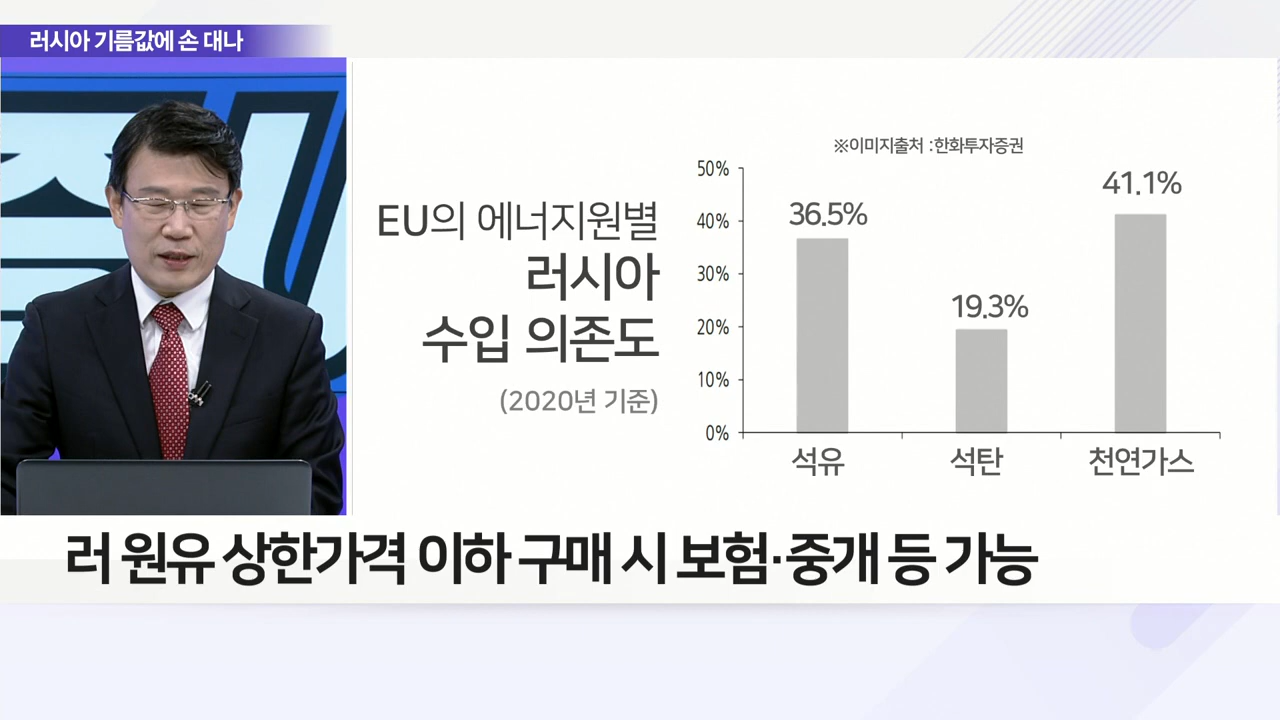 러시아 기름값에 손 대나
EU의 에너지원별
러시아
수입 의존도
(2020년 기준)
※이미지출처 :한화투자증권
50%
40%
30%
20%
10%
0%
36.5%
19.3%
41.1%
석유
석탄
천연가스
러 원유 상한가격 이하 구매 시 보험·중개 등 가능